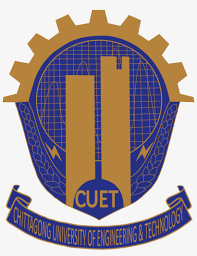 CUET
CHITTAGONG UNIVERSITY OF ENGINEERING & TECHNOLOGY